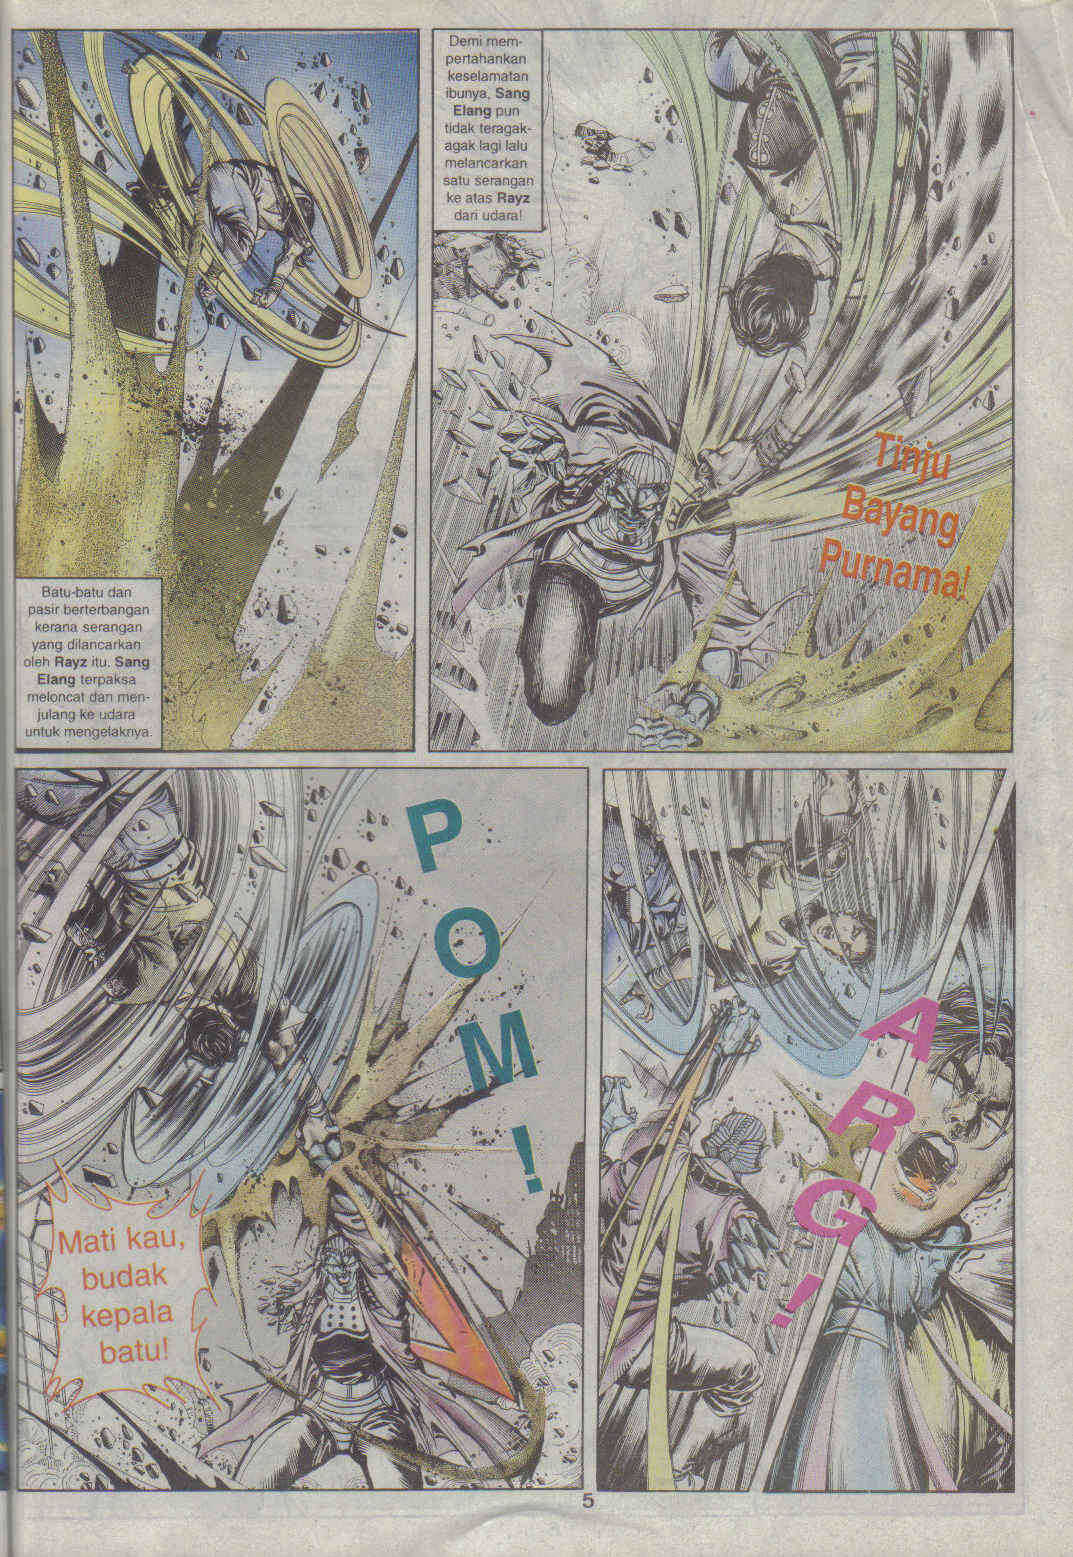 Batu-batu dan
pasir berterbangan
kerana serangan
yang dilancarkan
oleh Rayz itu. Sang
Elang terpaksa
meloncat dan men-
julang ke udara
untuk mengelaknya.
Demi mem-
pertahankan
keselamatan
ibunya, Sang
Elang pun
tidak teragak-
agak lagi lalu
melancarkan
satu serangan
ke atas Rayz
dari udara!
Tinju
Bayang
Purnama!
POM!
Mati kau,
budak
kepala
batu!
ARG!
5